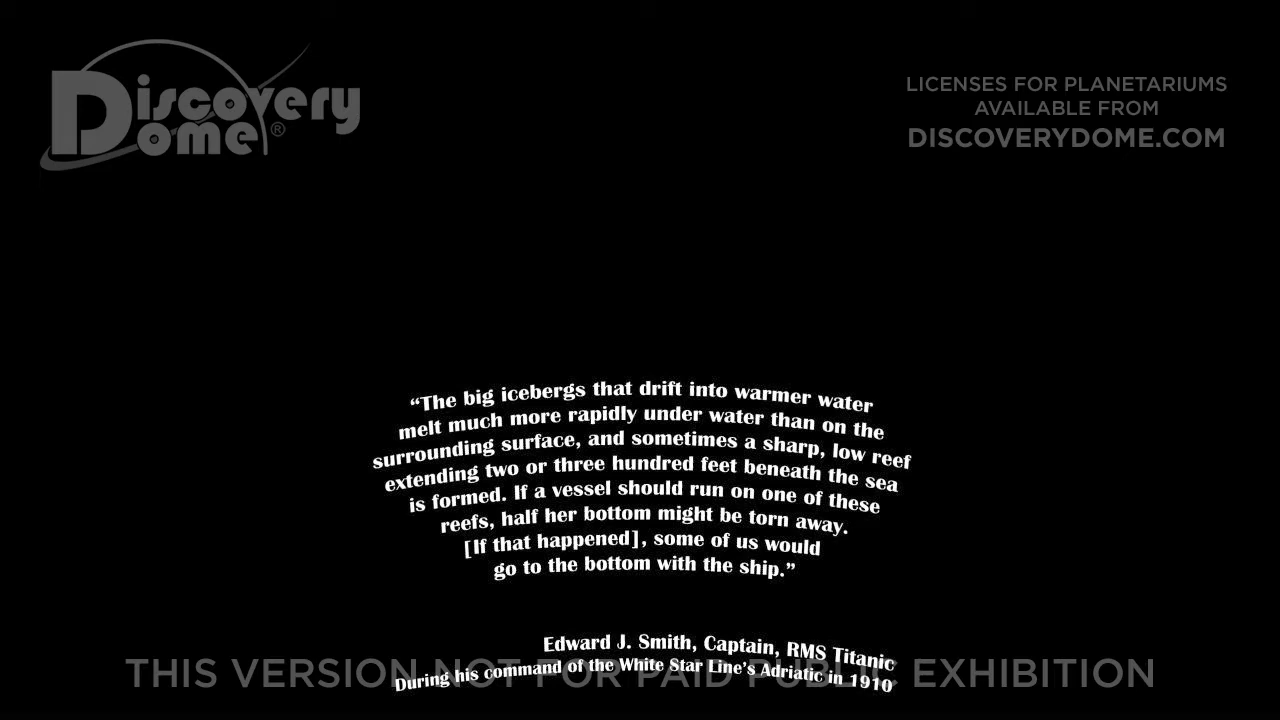 Discovery
Dome®
LICENSES FOR PLANETARIUMS
AVAILABLE FROM
DISCOVERYDOME.COM
“The big icebergs that drift into warmer water
melt much more rapidly under water than on the
surrounding surface, and sometimes a sharp, low reef
extending two or three hundred feet beneath the sea
is formed. If a vessel should run on one of these
reefs, half her bottom might be torn away.
[If that happened], some of us would
go to the bottom with the ship.”
Edward J. Smith, Captain, RMS Titanic
During his command of the White Star Line’s Adriatic in 1910
THIS VERSION NOT FOR PAID PUBLIC EXHIBITION